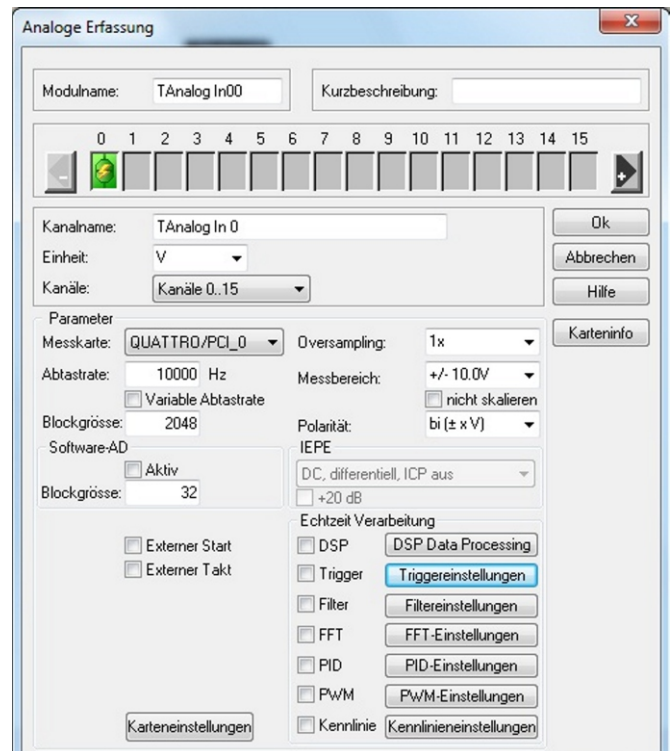 Analoge Erfassung
Modulname: TAnalog In00 Kurzbeschreibung:
0 1 2 3 4 5 6 7 8 9 10 11 12 13 14 15
- +
Kanalname: TAnalog In 0 Ok
Einheit: V Abbrechen
Kanäle: Kanäle 0..15 Hilfe
Parameter
Messkarte: QUATTRO/PCI_0 Oversampling: 1x Karteninfo
Abtastrate: 10000 Hz Messbereich: +/- 10.0V
Variable Abtastrate nicht skalieren
Blockgrösse: 2048 Polarität: bi (± x V)
Software-AD IEPE
Aktiv DC, differentiell, ICP aus
Blockgrösse: 32 +20 dB
Echtzeit Verarbeitung
Externer Start DSP DSP Data Processing
Externer Takt Trigger Triggereinstellungen
Filter Filtereinstellungen
FFT FFT-Einstellungen
PID PID-Einstellungen
PWM PWM-Einstellungen
Karteneinstellungen Kennlinie Kennlinieneinstellungen